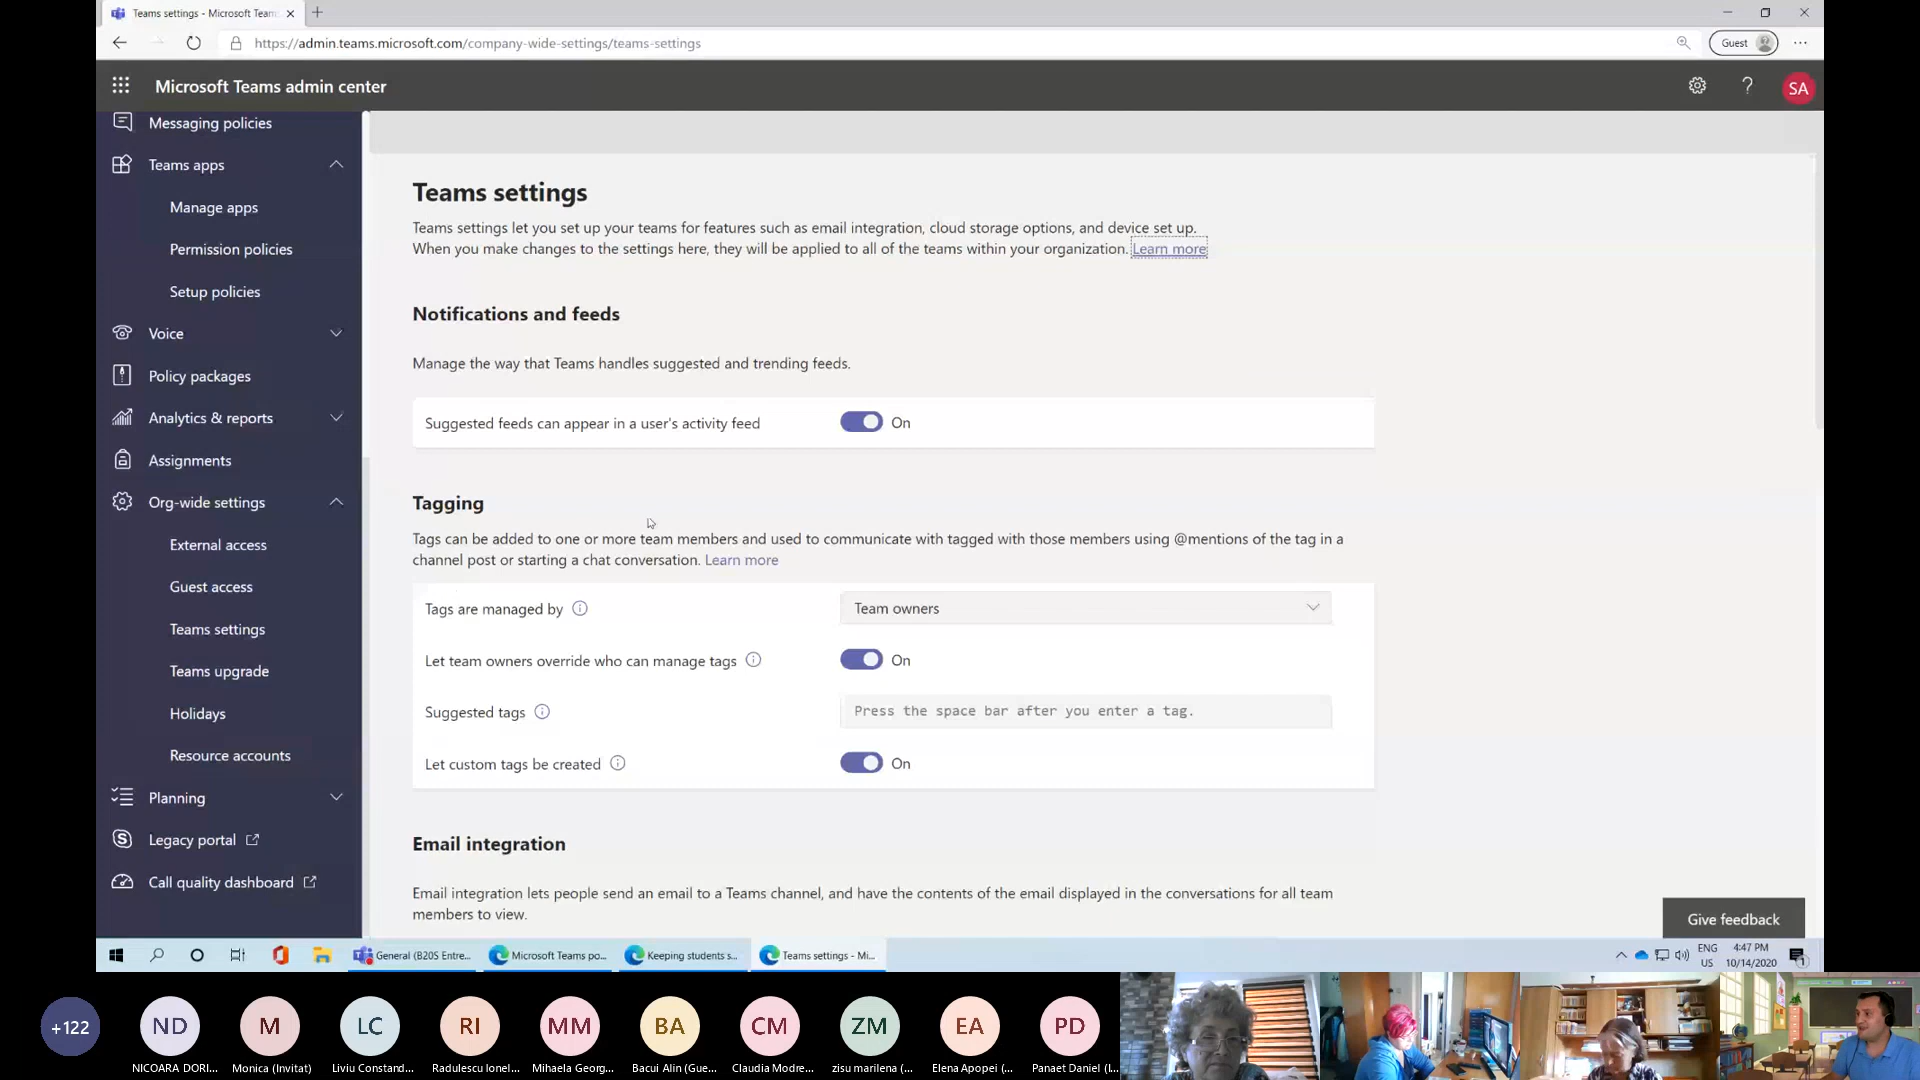 Teams settings - Microsoft Team
https://admin.teams.microsoft.com/company-wide-settings/teams-settings
Guest
Microsoft Teams admin center
SA
Messaging policies
Teams apps
Manage apps
Permission policies
Setup policies
Voice
Policy packages
Analytics & reports
Assignments
Org-wide settings
External access
Guest access
Teams settings
Teams upgrade
Holidays
Resource accounts
Planning
Legacy portal
Call quality dashboard
Teams settings
Teams settings let you set up your teams for features such as email integration, cloud storage options, and device set up.
When you make changes to the settings here, they will be applied to all of the teams within your organization. Learn more
Notifications and feeds
Manage the way that Teams handles suggested and trending feeds.
Suggested feeds can appear in a user's activity feed On
Tagging
Tags can be added to one or more team members and used to communicate with tagged with those members using @mentions of the tag in a
channel post or starting a chat conversation. Learn more
Tags are managed by Team owners
Let team owners override who can manage tags On
Suggested tags Press the space bar after you enter a tag.
Let custom tags be created On
Email integration
Email integration lets people send an email to a Teams channel, and have the contents of the email displayed in the conversations for all team
members to view.
Give feedback
General (B20S Entre...
Microsoft Teams po...
Keeping students s...
Teams settings - Mi...
ENG
US
4:47 PM
10/14/2020
1
+122
ND
M
LC
RI
MM
BA
CM
ZM
EA
PD
NICOARA DORI...
Monica (Invitat)
Liviu Constand...
Radulescu Ionel...
Mihaela Georg...
Bacui Alin (Gue...
Claudia Modre...
zisu marilena (...
Elena Apopei (...
Panaet Daniel (I...